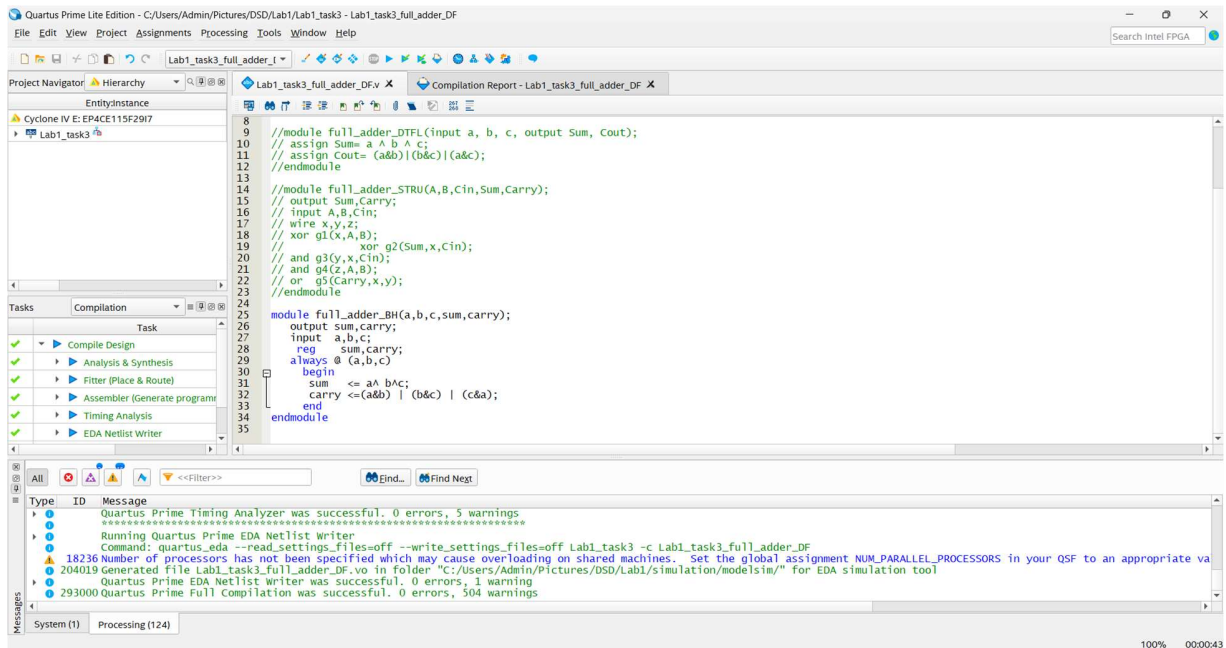 Quartus Prime Lite Edition - C:/Users/Admin/Pictures/DSD/Lab1/Lab1_task3 - Lab1_task3_full_adder_DF
File Edit View Project Assignments Processing Tools Window Help
Search Intel FPGA
Lab1_task3_full_adder_[
Project Navigator Hierarchy
Entity:Instance
Cyclone IV E: EP4CE115F29I7
Lab1_task3
Tasks Compilation
Task
Compile Design
Analysis & Synthesis
Fitter (Place & Route)
Assembler (Generate programr
Timing Analysis
EDA Netlist Writer
Lab1_task3_full_adder_DF.v
Compilation Report - Lab1_task3_full_adder_DF
8
9 //module full_adder_DTFL(input a, b, c, output Sum, Cout);
10 // assign Sum= a ^ b ^ c;
11 // assign Cout= (a&b)|(b&c)|(a&c);
12 //endmodule
13
14 //module full_adder_STRU(A,B,Cin,Sum,Carry);
15 // output Sum,Carry;
16 // input A,B,Cin;
17 // wire x,y,z;
18 // xor g1(x,A,B);
19 // xor g2(Sum,x,Cin);
20 // and g3(y,x,Cin);
21 // and g4(z,A,B);
22 // or g5(Carry,x,y);
23 //endmodule
24
25 module full_adder_BH(a,b,c,sum,carry);
26 output sum,carry;
27 input a,b,c;
28 reg sum,carry;
29 always @ (a,b,c)
30 begin
31 sum <= a^ b^c;
32 carry <=(a&b) | (b&c) | (c&a);
33 end
34 endmodule
35
All <<Filter>> Find... Find Next
Type ID Message
Quartus Prime Timing Analyzer was successful. 0 errors, 5 warnings
*******************************************************************
Running Quartus Prime EDA Netlist Writer
Command: quartus_eda --read_settings_files=off --write_settings_files=off Lab1_task3 -c Lab1_task3_full_adder_DF
18236 Number of processors has not been specified which may cause overloading on shared machines. Set the global assignment NUM_PARALLEL_PROCESSORS in your QSF to an appropriate va
204019 Generated file Lab1_task3_full_adder_DF.vo in folder "C:/Users/Admin/Pictures/DSD/Lab1/simulation/modelsim/" for EDA simulation tool
Quartus Prime EDA Netlist Writer was successful. 0 errors, 1 warning
293000 Quartus Prime Full Compilation was successful. 0 errors, 504 warnings
Messages
System (1) Processing (124)
100% 00:00:43